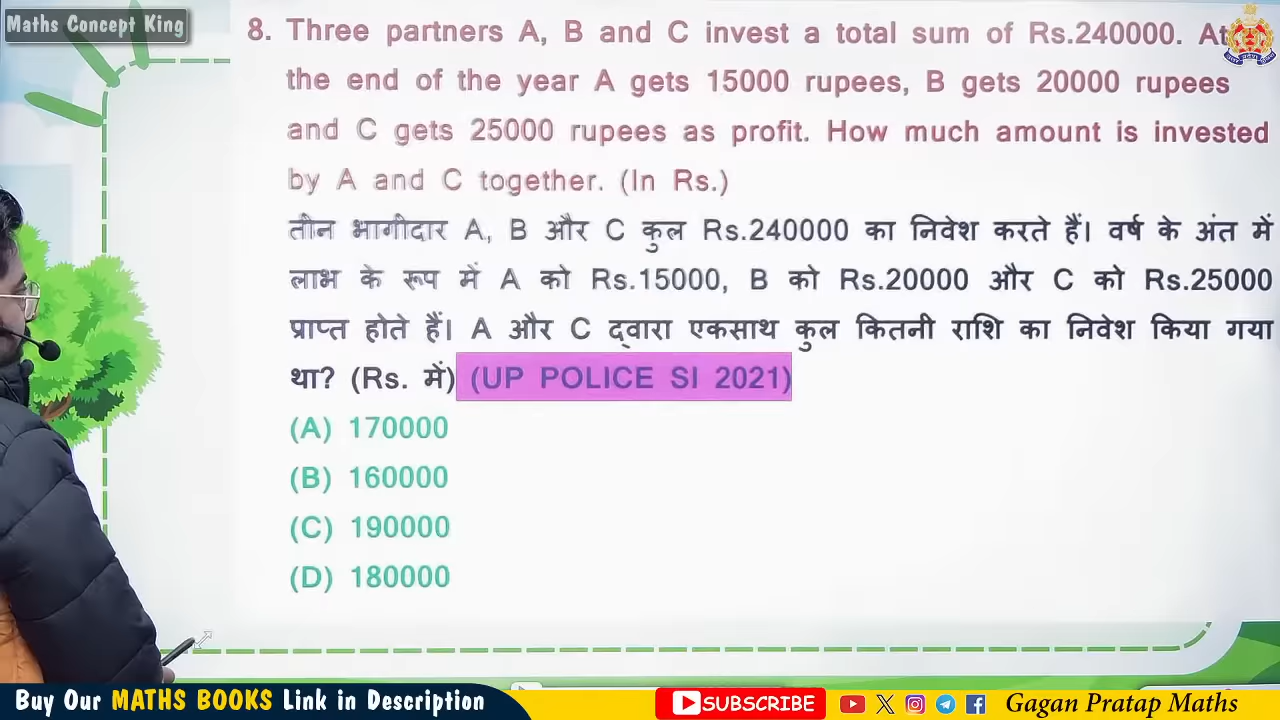 Maths Concept King
8. Three partners A, B and C invest a total sum of Rs.240000. At
the end of the year A gets 15000 rupees, B gets 20000 rupees
and C gets 25000 rupees as profit. How much amount is invested
by A and C together. (In Rs.)
तीन भागीदार A, B और C कुल Rs.240000 का निवेश करते हैं। वर्ष के अंत में
लाभ के रूप में A को Rs.15000, B को Rs.20000 और C को Rs.25000
प्राप्त होते हैं। A और C द्वारा एकसाथ कुल कितनी राशि का निवेश किया गया
था? (Rs. में) (UP POLICE SI 2021)
(A) 170000
(B) 160000
(C) 190000
(D) 180000
Buy Our MATHS BOOKS Link in Description
SUBSCRIBE
Gagan Pratap Maths